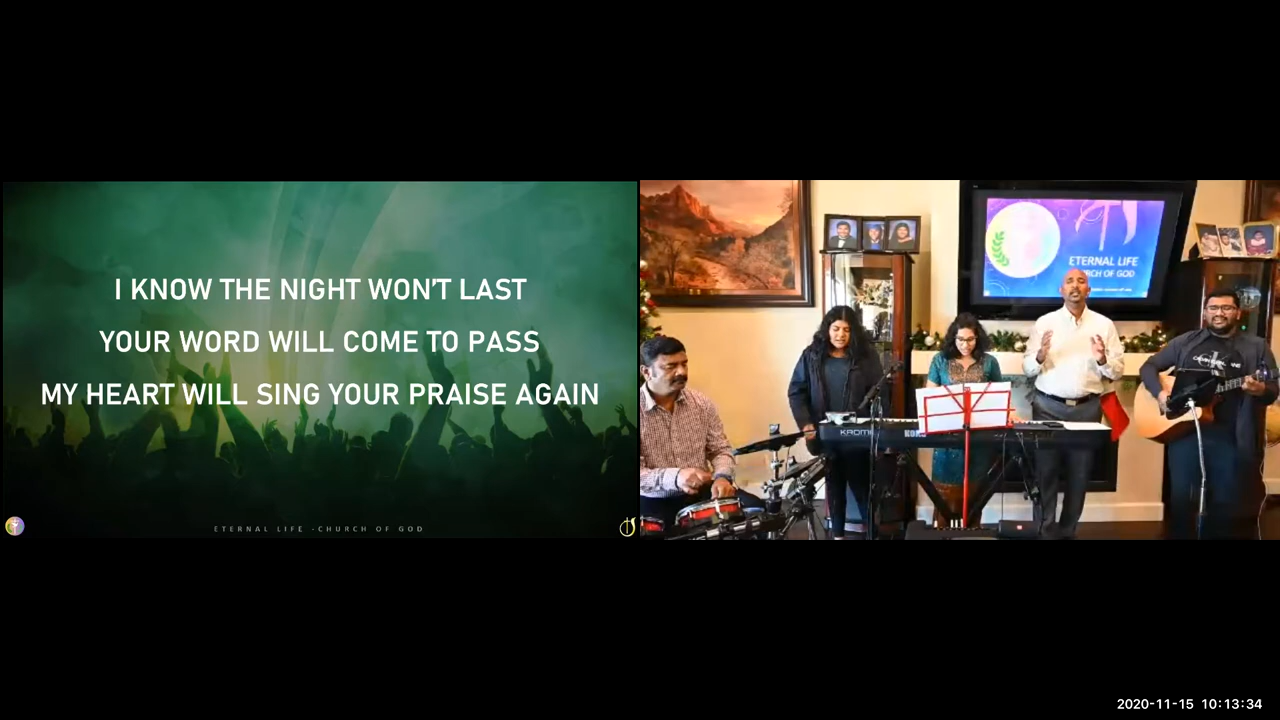 I KNOW THE NIGHT WON'T LAST
YOUR WORD WILL COME TO PASS
MY HEART WILL SING YOUR PRAISE AGAIN
ETERNAL LIFE - CHURCH OF GOD
ETERNAL LIFE
CHURCH OF GOD
KROME
2020-11-15 10:13:34